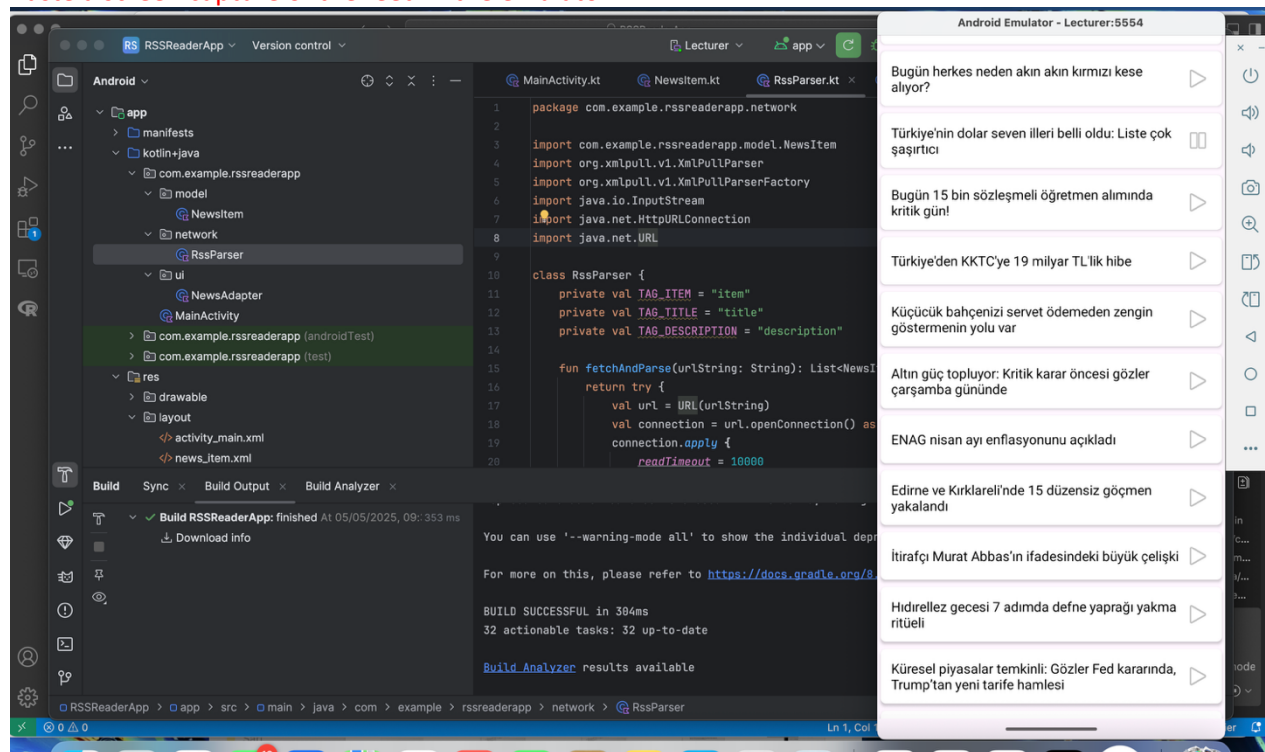 Android Emulator - Lecturer:5554
RS RSSReaderApp Version control
Lecturer app
Android
MainActivity.kt NewsItem.kt RssParser.kt
app
manifests
kotlin+java
com.example.rssreaderapp
model
NewsItem
network
RssParser
ui
NewsAdapter
MainActivity
com.example.rssreaderapp (androidTest)
com.example.rssreaderapp (test)
res
drawable
layout
activity_main.xml
news_item.xml
1 package com.example.rssreaderapp.network
2
3 import com.example.rssreaderapp.model.NewsItem
4 import org.xmlpull.v1.XmlPullParser
5 import org.xmlpull.v1.XmlPullParserFactory
6 import java.io.InputStream
7 import java.net.HttpURLConnection
8 import java.net.URL
9
10 class RssParser {
11 private val TAG_ITEM = "item"
12 private val TAG_TITLE = "title"
13 private val TAG_DESCRIPTION = "description"
14
15 fun fetchAndParse(urlString: String): List<NewsI
16 return try {
17 val url = URL(urlString)
18 val connection = url.openConnection() as
19 connection.apply {
20 readTimeout = 10000
Build Sync Build Output Build Analyzer
Build RSSReaderApp: finished At 05/05/2025, 09: 353 ms
Download info
You can use '--warning-mode all' to show the individual depr
For more on this, please refer to https://docs.gradle.org/8.
BUILD SUCCESSFUL in 304ms
32 actionable tasks: 32 up-to-date
Build Analyzer results available
RSSReaderApp > app > src > main > java > com > example > rssreaderapp > network > RssParser
0 0
Ln 1, Col
Bugün herkes neden akın akın kırmızı kese
alıyor?
Türkiye'nin dolar seven illeri belli oldu: Liste çok
şaşırtıcı
Bugün 15 bin sözleşmeli öğretmen alımında
kritik gün!
Türkiye'den KKTC'ye 19 milyar TL'lik hibe
Küçücük bahçenizi servet ödemeden zengin
göstermenin yolu var
Altın güç topluyor: Kritik karar öncesi gözler
çarşamba gününde
ENAG nisan ayı enflasyonunu açıkladı
Edirne ve Kırklareli'nde 15 düzensiz göçmen
yakalandı
İtirafçı Murat Abbas'ın ifadesindeki büyük çelişki
Hıdırellez gecesi 7 adımda defne yaprağı yakma
ritüeli
Küresel piyasalar temkinli: Gözler Fed kararında,
Trump'tan yeni tarife hamlesi